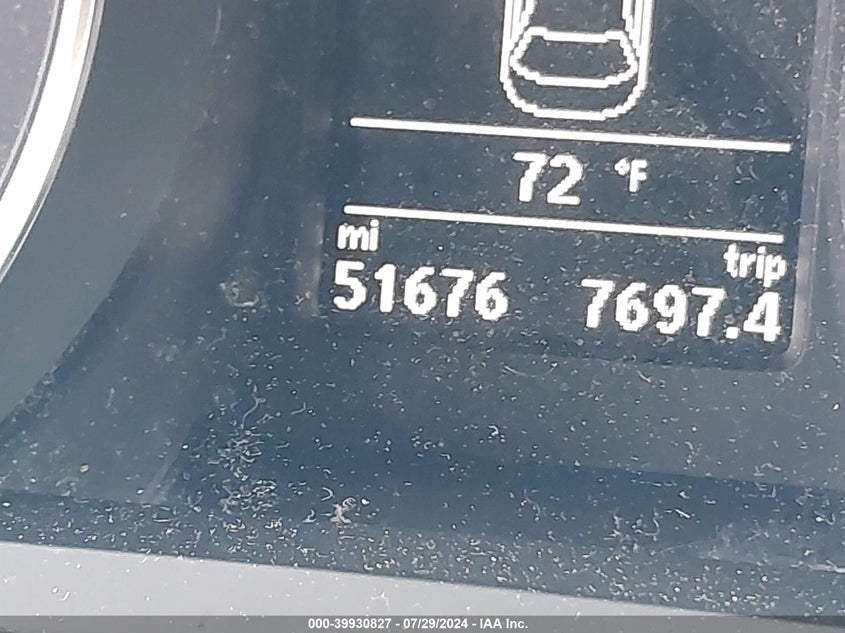 72 °F
mi trip
51676 7697.4
000-39930827 / 07/29/2024 - IAA Inc.